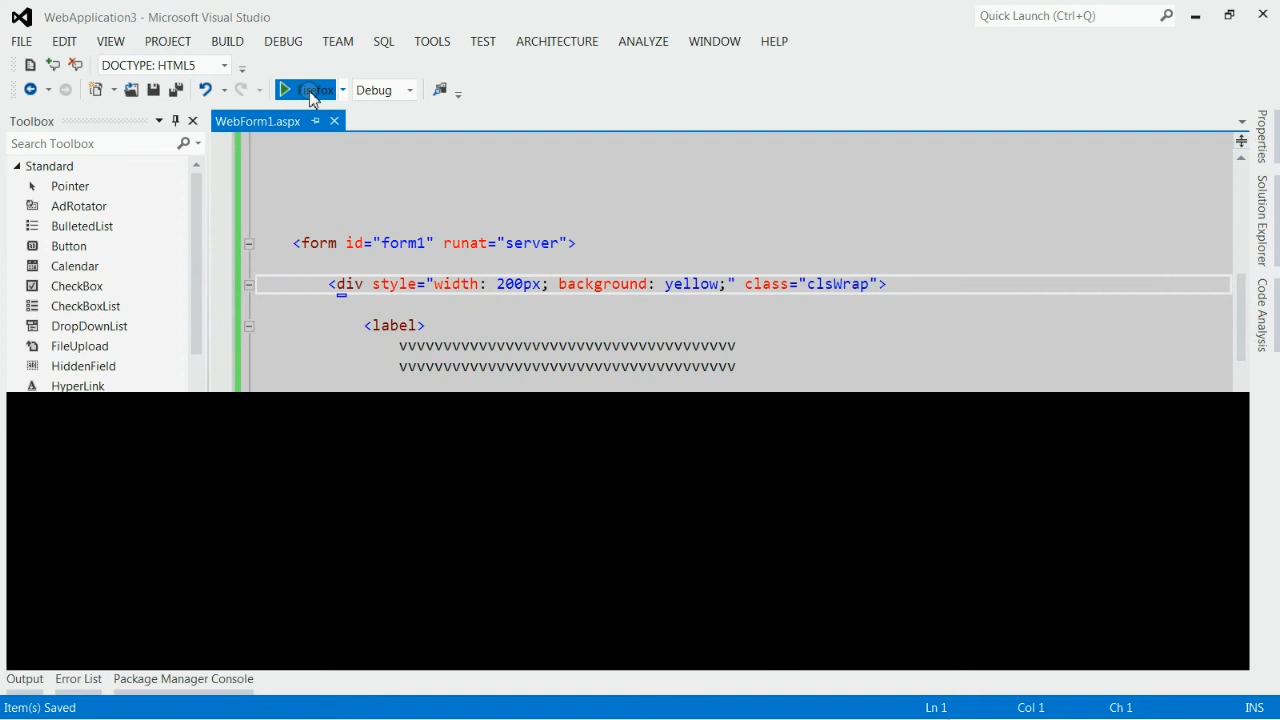 WebApplication3 - Microsoft Visual Studio
Quick Launch (Ctrl+Q)
FILE EDIT VIEW PROJECT BUILD DEBUG TEAM SQL TOOLS TEST ARCHITECTURE ANALYZE WINDOW HELP
DOCTYPE: HTML5
Firefox Debug
Toolbox
WebForm1.aspx
Search Toolbox
Standard
Pointer
AdRotator
BulletedList
Button
Calendar
CheckBox
CheckBoxList
DropDownList
FileUpload
HiddenField
HyperLink
<form id="form1" runat="server">
<div style="width: 200px; background: yellow;" class="clsWrap">
<label>
vvvvvvvvvvvvvvvvvvvvvvvvvvvvvvvvvvvvvv
vvvvvvvvvvvvvvvvvvvvvvvvvvvvvvvvvvvvvv
Properties
Solution Explorer
Code Analysis
Output Error List Package Manager Console
Item(s) Saved Ln 1 Col 1 Ch 1 INS